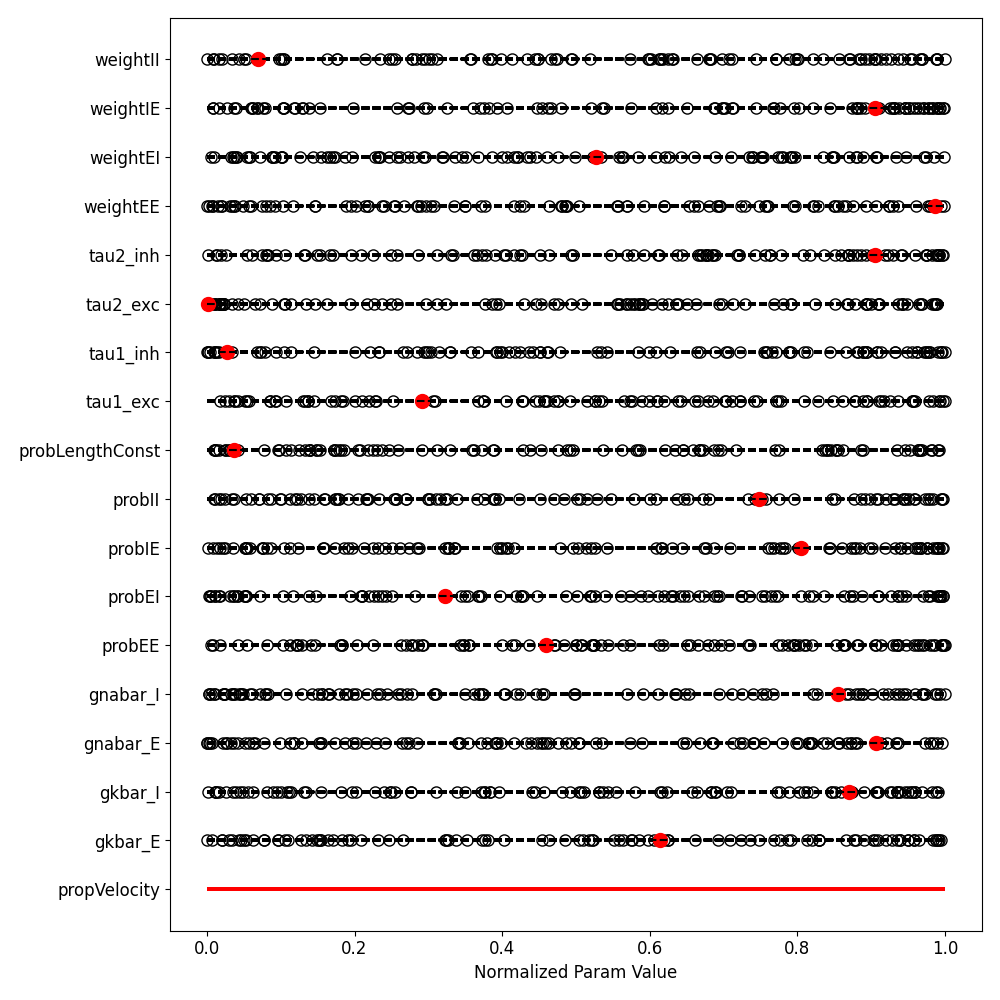 weightII
weightIE
weightEI
weightEE
tau2_inh
tau2_exc
tau1_inh
tau1_exc
probLengthConst
probII
probIE
probEI
probEE
gnabar_I
gnabar_E
gkbar_I
gkbar_E
propVelocity
0.0 0.2 0.4 0.6 0.8 1.0
Normalized Param Value